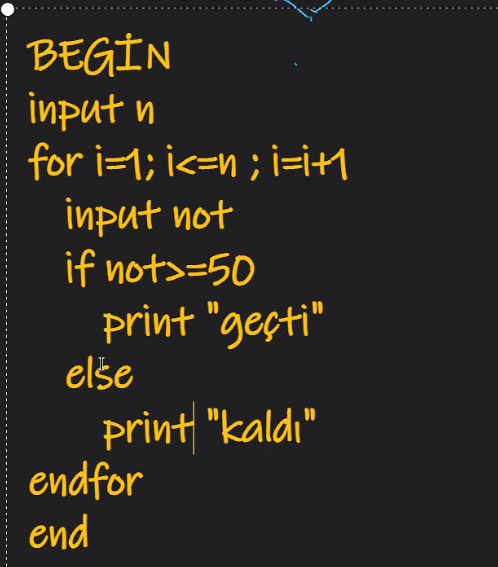 BEGİN
input n
for i=1; i<=n ; i=i+1
input not
if not>=50
print "geçti"
else
print "kaldı"
endfor
end